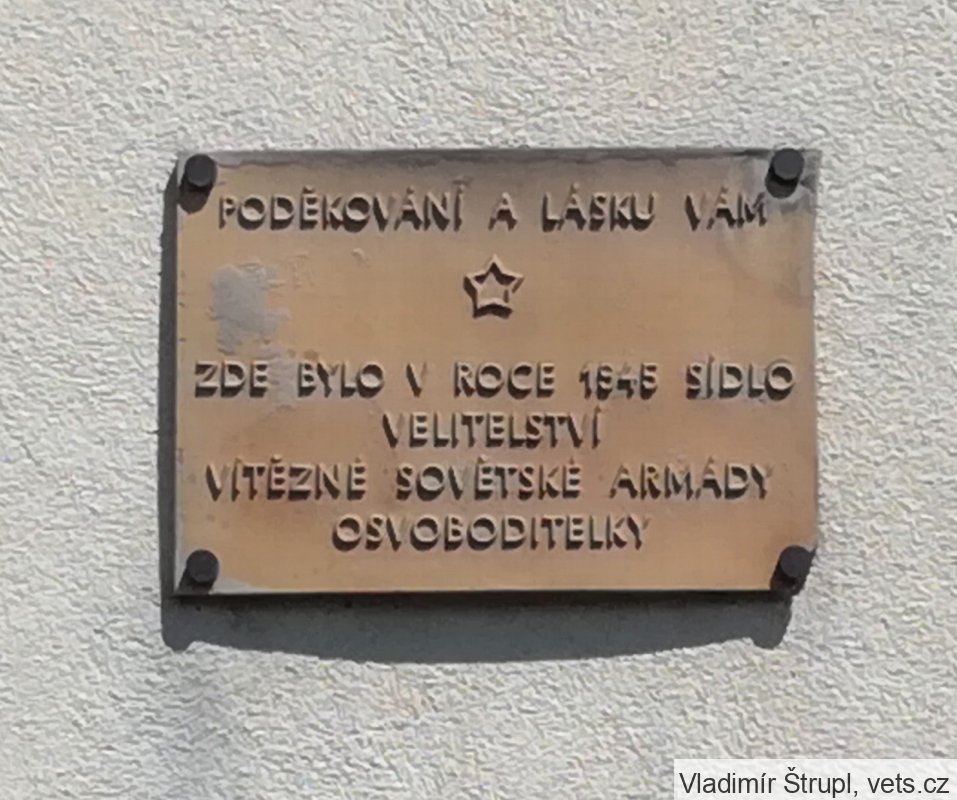 PODĚKOVÁNÍ A LÁSKU VÁM
ZDE BYLO V ROCE 1945 SÍDLO
VELITELSTVÍ
VÍTĚZNÉ SOVĚTSKÉ ARMÁDY
OSVOBODITELKY
Vladimír Štrupl, vets.cz